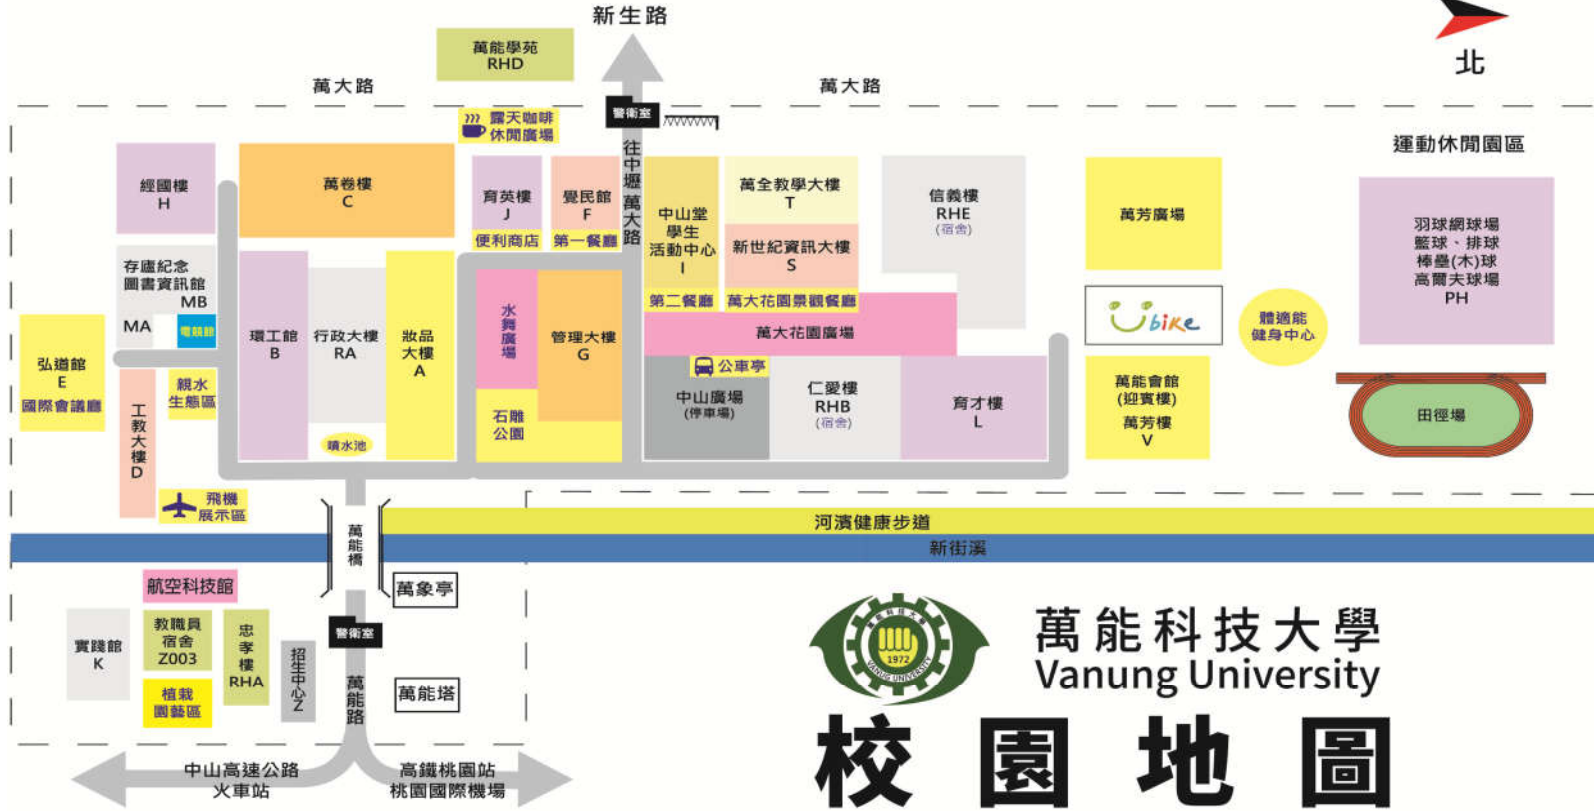 新生路
萬能學苑
RHD
北
萬大路
萬大路
警衛室
露天咖啡
休閒廣場
往中壢 萬大路
運動休閒園區
經國樓
H
萬卷樓
C
育英樓
J
便利商店
覺民館
F
第一餐廳
中山堂
學生
活動中心
I
第二餐廳
萬全教學大樓
T
新世紀資訊大樓
S
萬大花園景觀餐廳
信義樓
RHE
(宿舍)
萬芳廣場
羽球網球場
籃球、排球
棒壘(木)球
高爾夫球場
PH
存廬紀念
圖書資訊館
MB
MA
電競館
弘道館
E
國際會議廳
親水
生態區
工教大樓D
環工館
B
行政大樓
RA
妝品
大樓
A
水舞廣場
管理大樓
G
石雕
公園
噴水池
萬大花園廣場
公車亭
中山廣場
(停車場)
仁愛樓
RHB
(宿舍)
育才樓
L
Ubike
體適能
健身中心
萬能會館
(迎賓樓)
萬芳樓
V
田徑場
飛機
展示區
萬能橋
河濱健康步道
新街溪
航空科技館
萬象亭
實踐館
K
教職員
宿舍
Z003
植栽
園藝區
忠孝樓
RHA
招生中心Z
警衛室
萬能路
萬能塔
中山高速公路
火車站
高鐵桃園站
桃園國際機場
萬能科技大學
1972
VANUNG UNIVERSITY
萬能科技大學
Vanung University
校園地圖